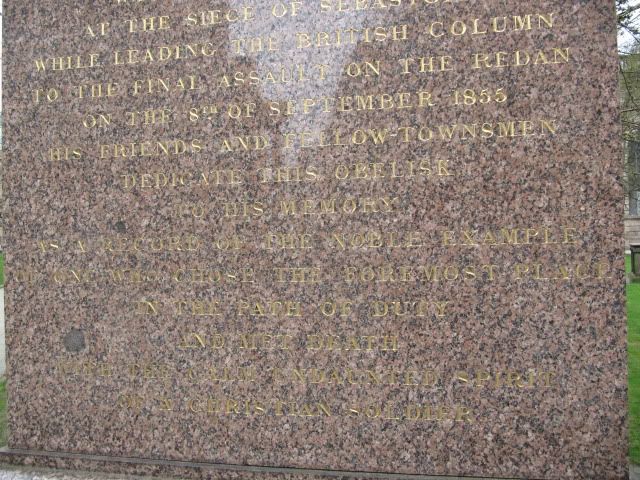 AT THE SIEGE OF SEBASTOPOL
WHILE LEADING THE BRITISH COLUMN
TO THE FINAL ASSAULT ON THE REDAN
ON THE 8TH OF SEPTEMBER 1855
HIS FRIENDS AND FELLOW-TOWNSMEN
DEDICATE THIS OBELISK
TO HIS MEMORY
AS A RECORD OF THE NOBLE EXAMPLE
OF ONE WHO CHOSE THE FOREMOST PLACE
IN THE PATH OF DUTY
AND MET DEATH
WITH THE CALM UNDAUNTED SPIRIT
OF A CHRISTIAN SOLDIER